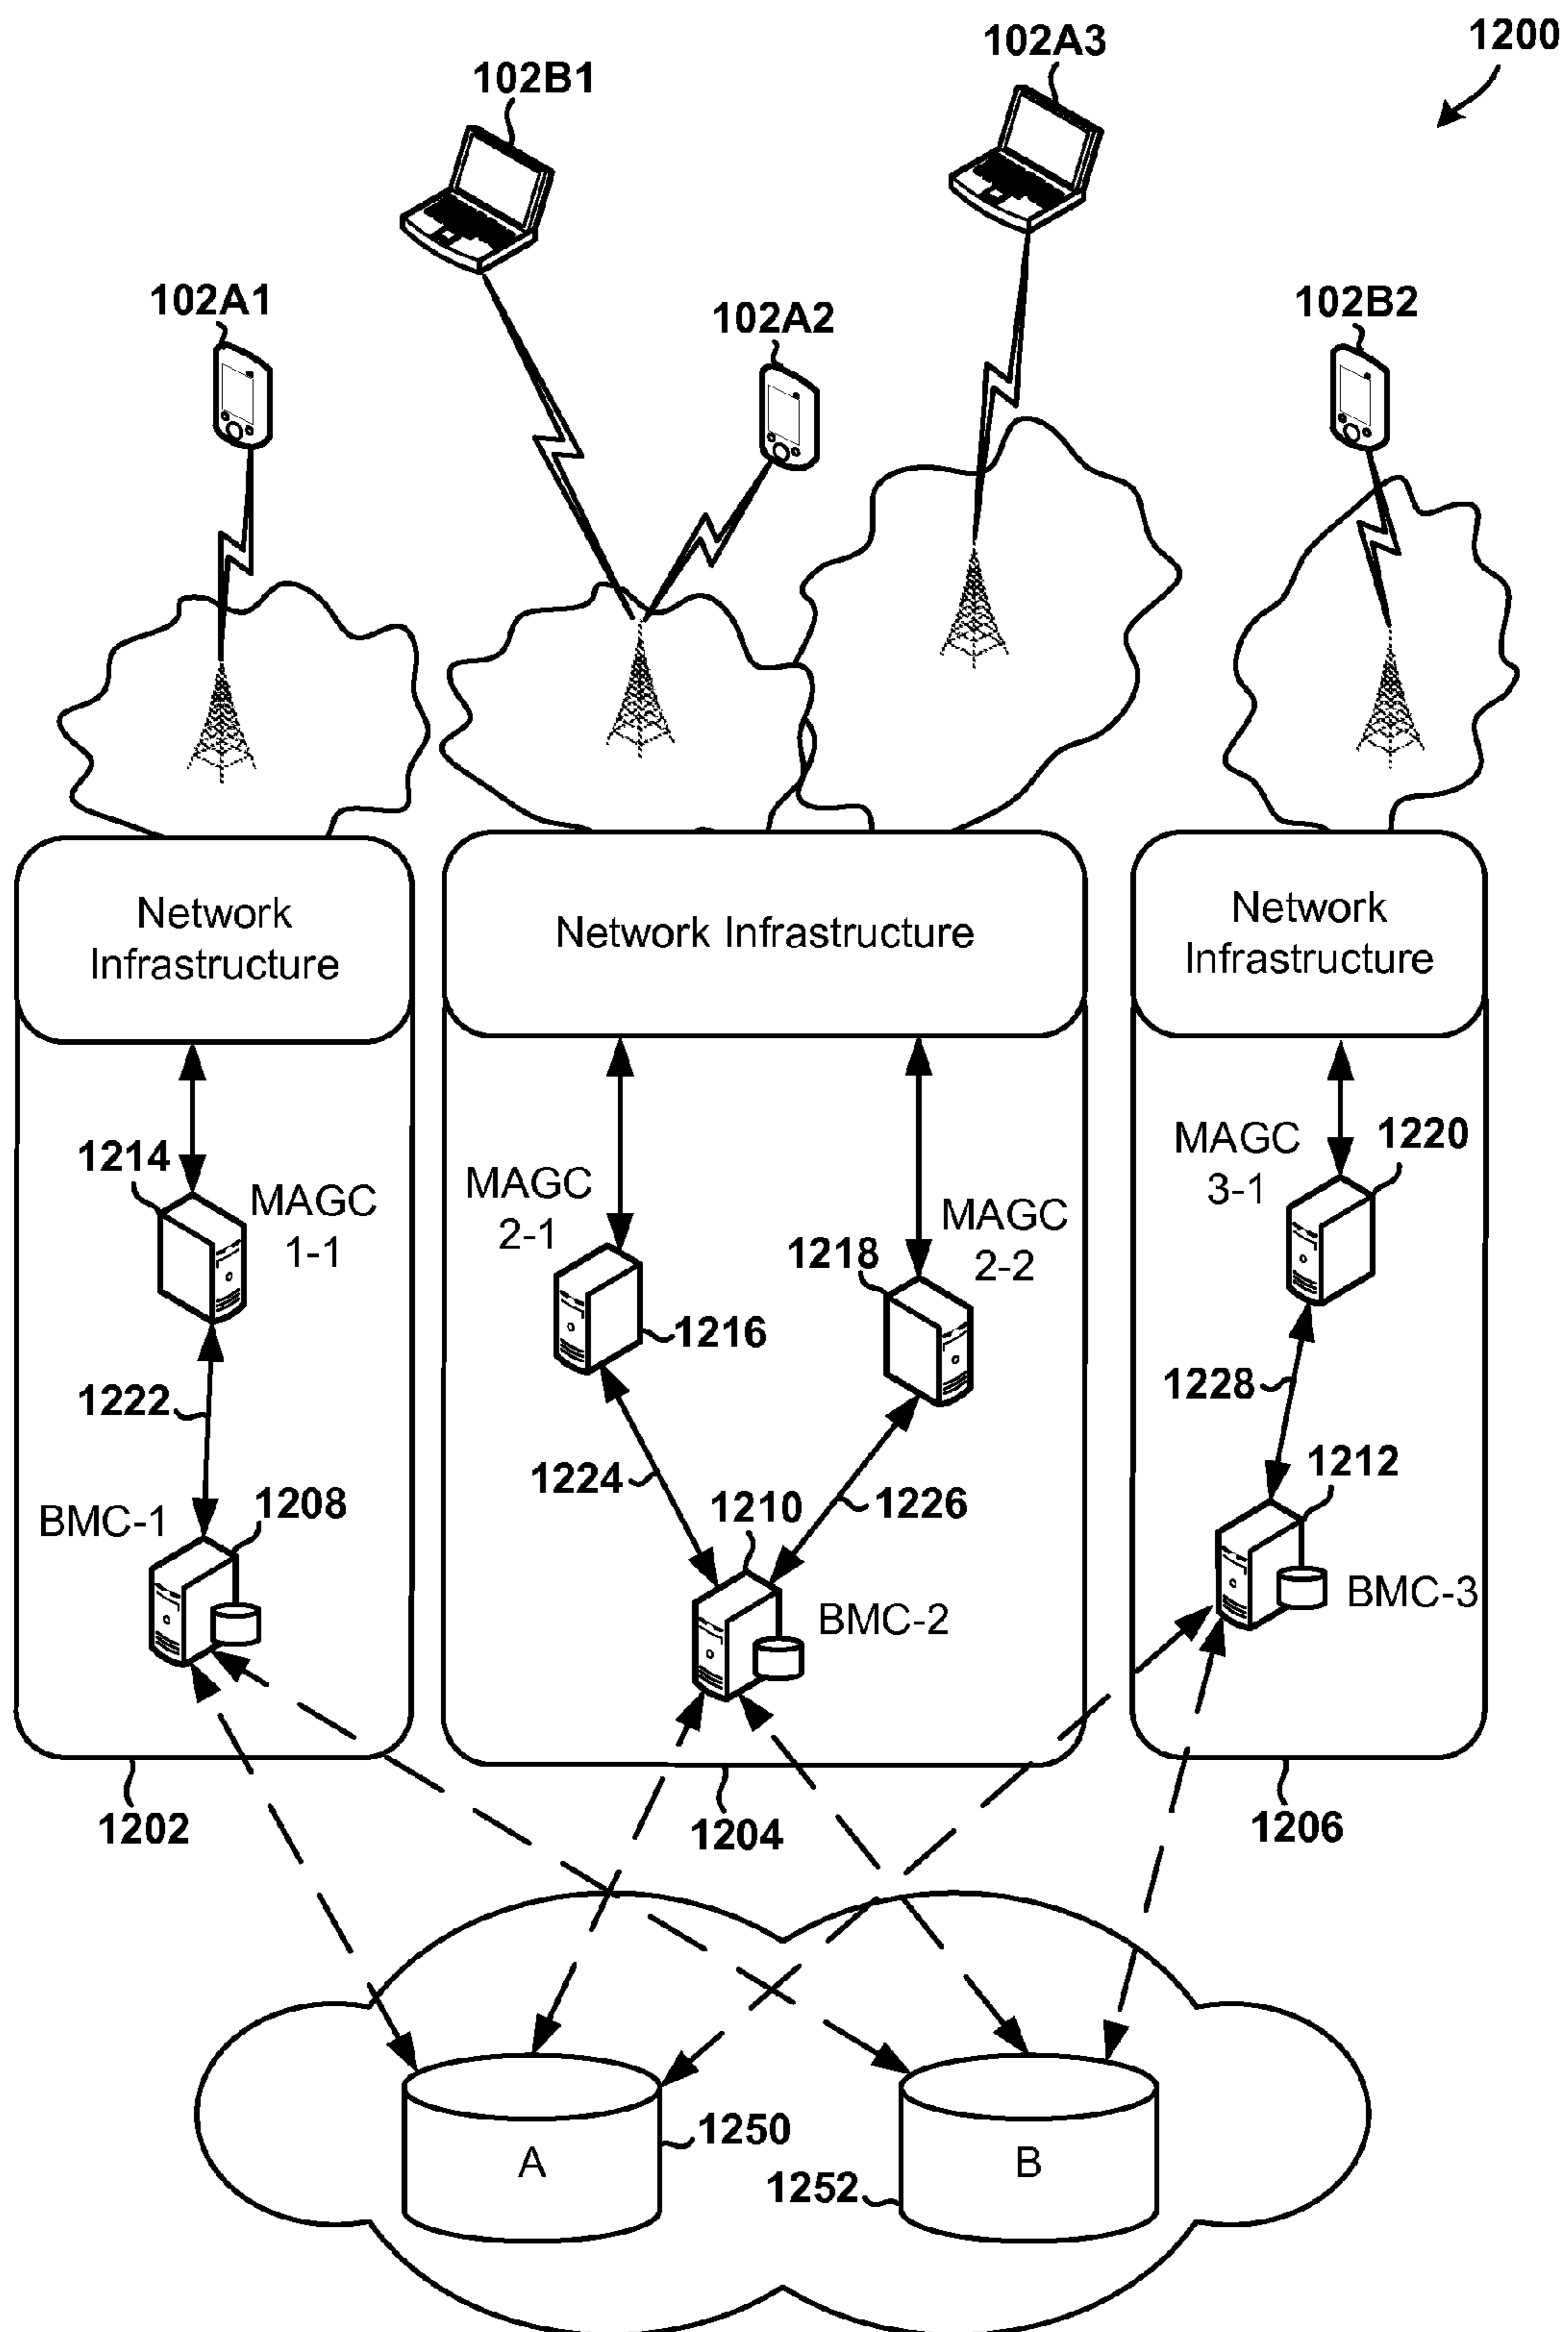 1200
102A3
102B1
102A1
102A2
102B2
Network
Infrastructure
Network Infrastructure
Network
Infrastructure
1214
MAGC
1-1
MAGC
2-1
1216
1218
MAGC
2-2
MAGC
3-1
1220
1222
1224
1226
1228
BMC-1
1208
1210
BMC-2
1212
BMC-3
1202
1204
1206
A
1250
1252
B